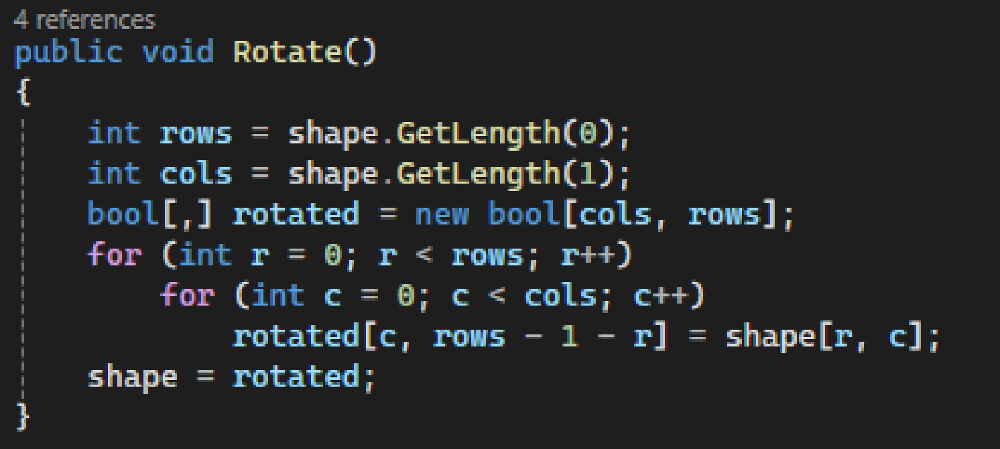 4 references
public void Rotate()
{
    int rows = shape.GetLength(0);
    int cols = shape.GetLength(1);
    bool[,] rotated = new bool[cols, rows];
    for (int r = 0; r < rows; r++)
        for (int c = 0; c < cols; c++)
            rotated[c, rows - 1 - r] = shape[r, c];
    shape = rotated;
}